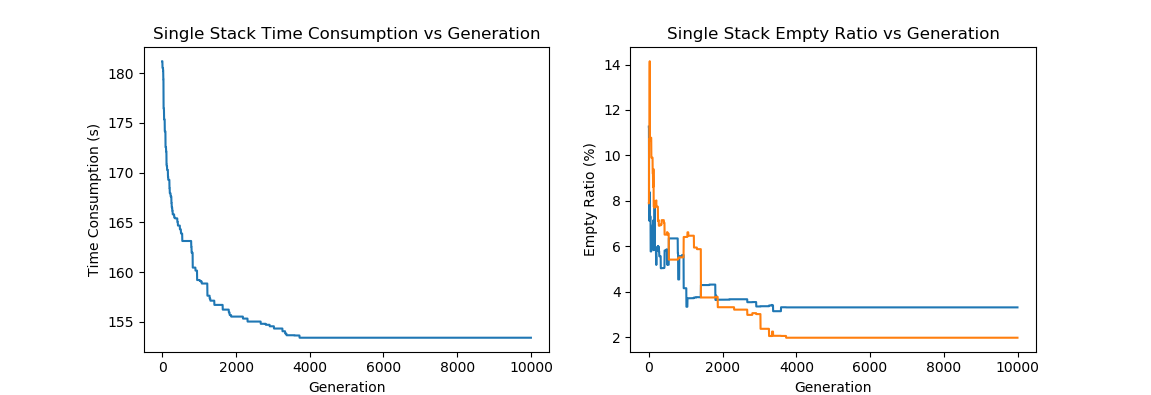 Single Stack Time Consumption vs Generation
Time Consumption (s)
180
175
170
165
160
155
0 2000 4000 6000 8000 10000
Generation
Single Stack Empty Ratio vs Generation
Empty Ratio (%)
14
12
10
8
6
4
2
0 2000 4000 6000 8000 10000
Generation